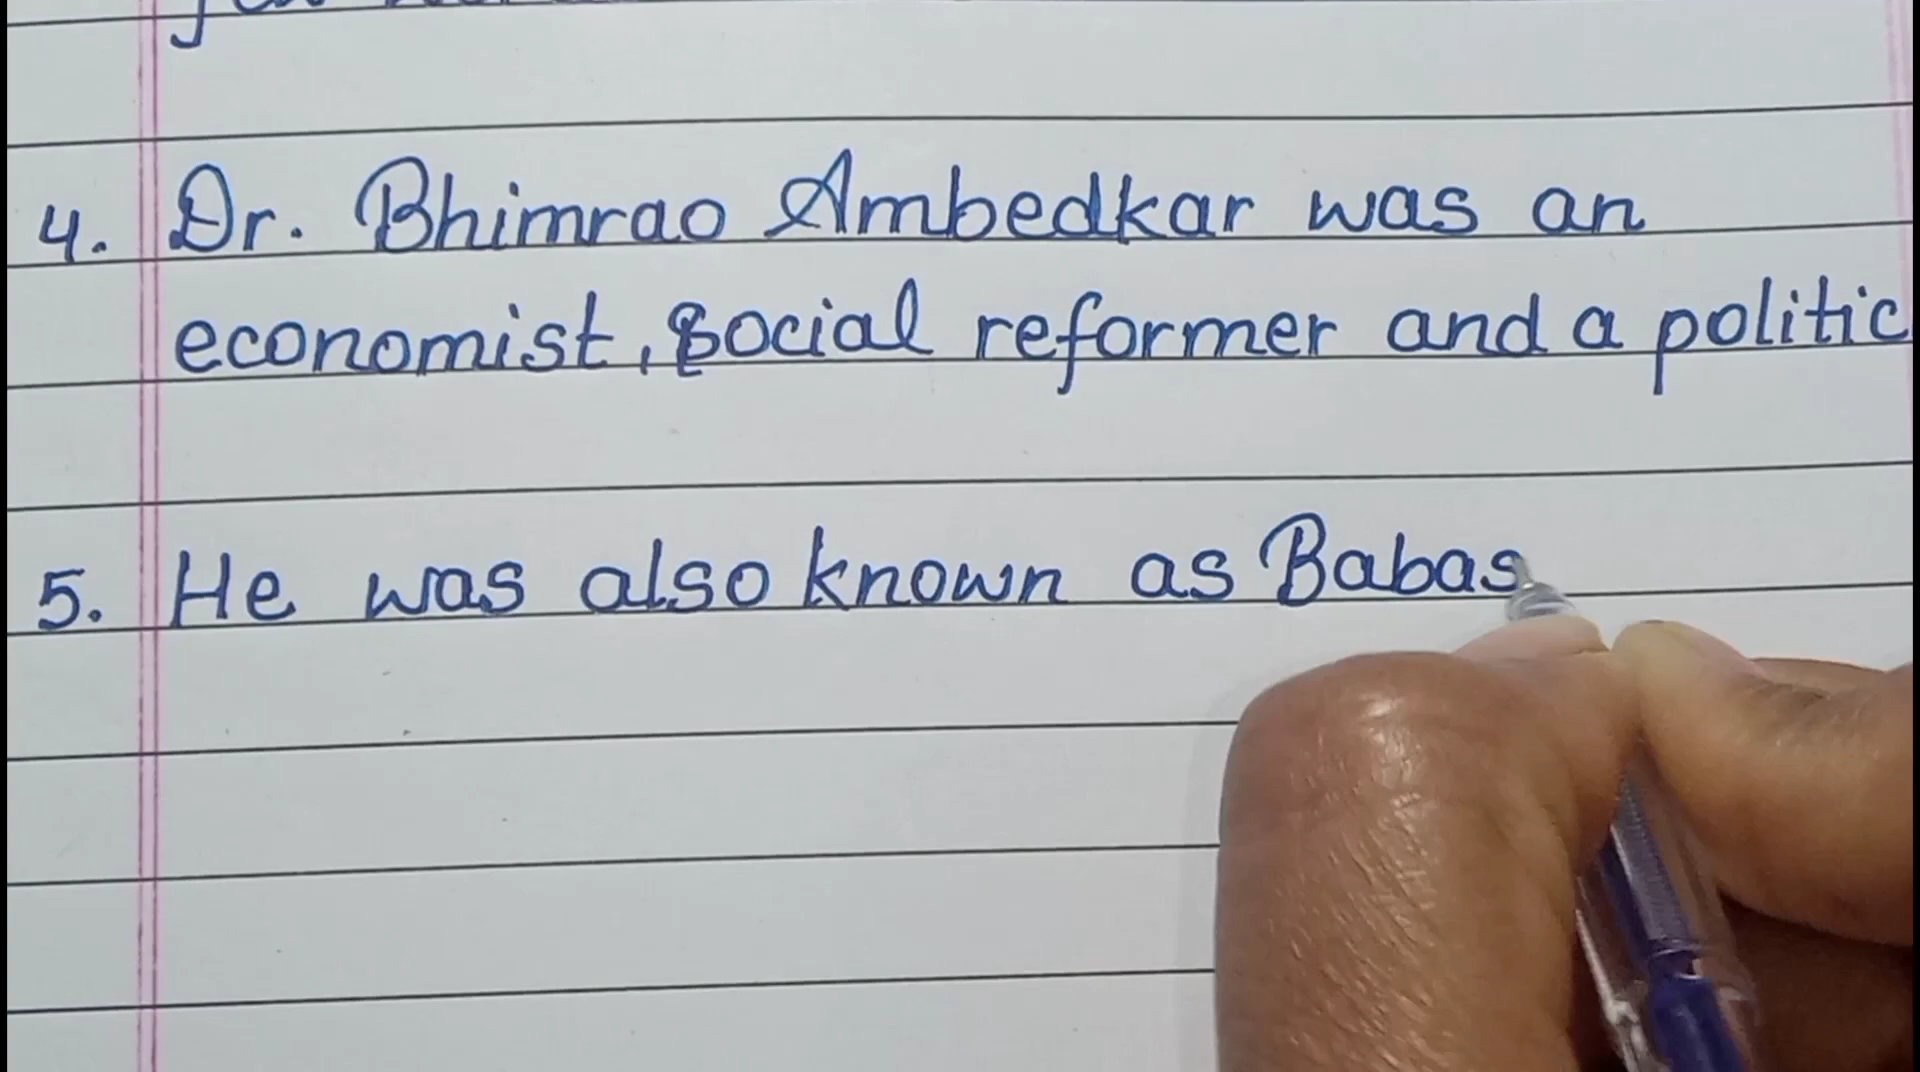 4. Dr. Bhimrao Ambedkar was an
economist, social reformer and a politic
5. He was also known as Babas